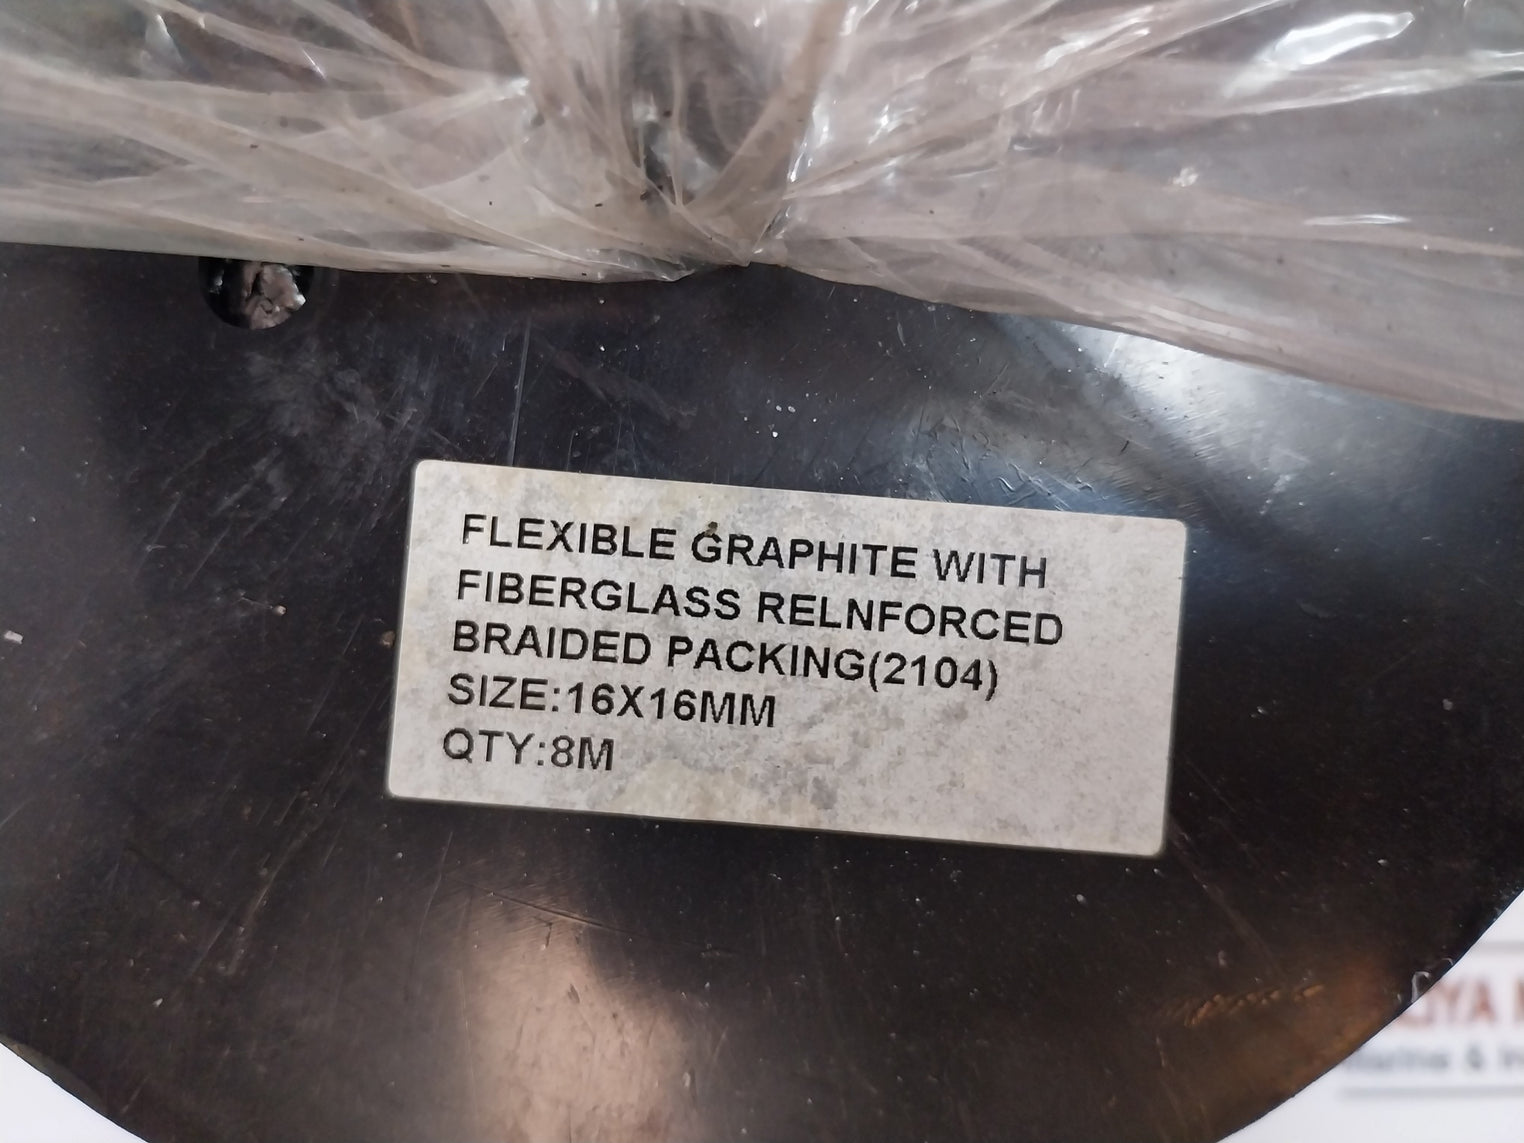 FLEXIBLE GRAPHITE WITH
FIBERGLASS RELNFORCED
BRAIDED PACKING(2104)
SIZE:16X16MM
QTY:8M